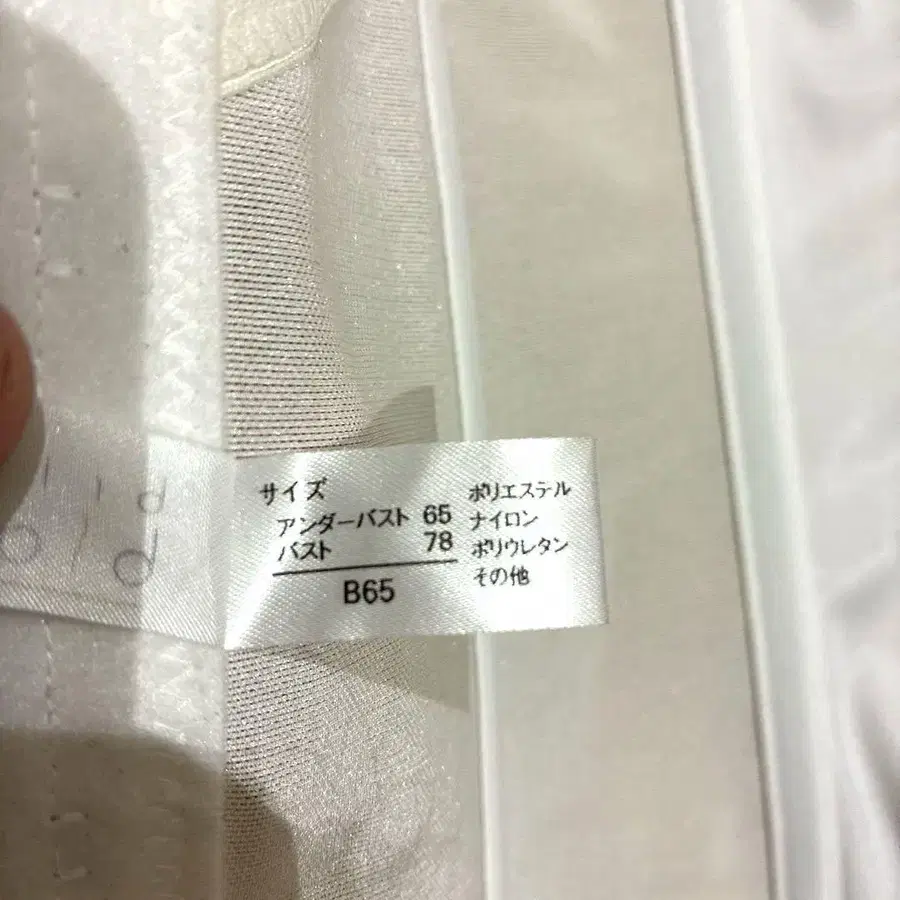 サイズ
アンダーバスト 65
バスト 78
B65
ポリエステル
ナイロン
ポリウレタン
その他